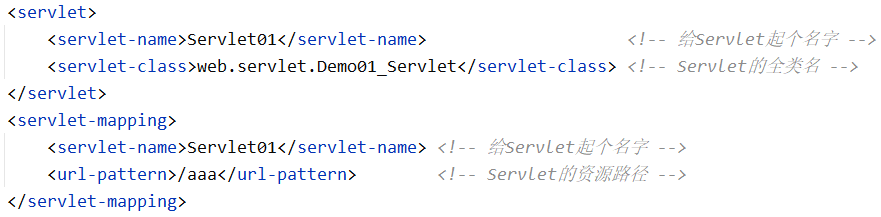 <servlet>
    <servlet-name>Servlet01</servlet-name>                         <!-- 给Servlet起个名字 -->
    <servlet-class>web.servlet.Demo01_Servlet</servlet-class> <!-- Servlet的全类名 -->
</servlet>
<servlet-mapping>
    <servlet-name>Servlet01</servlet-name> <!-- 给Servlet起个名字 -->
    <url-pattern>/aaa</url-pattern>        <!-- Servlet的资源路径 -->
</servlet-mapping>